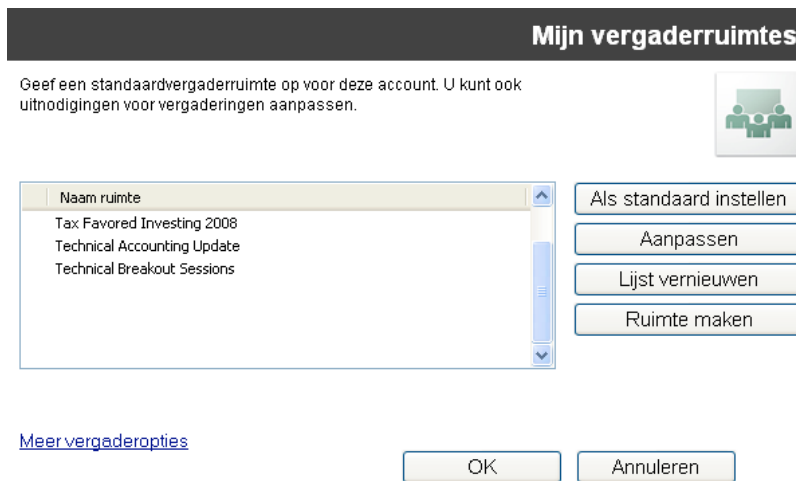 Mijn vergaderruimtes
Geef een standaardvergaderruimte op voor deze account. U kunt ook
uitnodigingen voor vergaderingen aanpassen.
Naam ruimte
Tax Favored Investing 2008
Technical Accounting Update
Technical Breakout Sessions
Als standaard instellen
Aanpassen
Lijst vernieuwen
Ruimte maken
Meer vergaderopties
OK
Annuleren